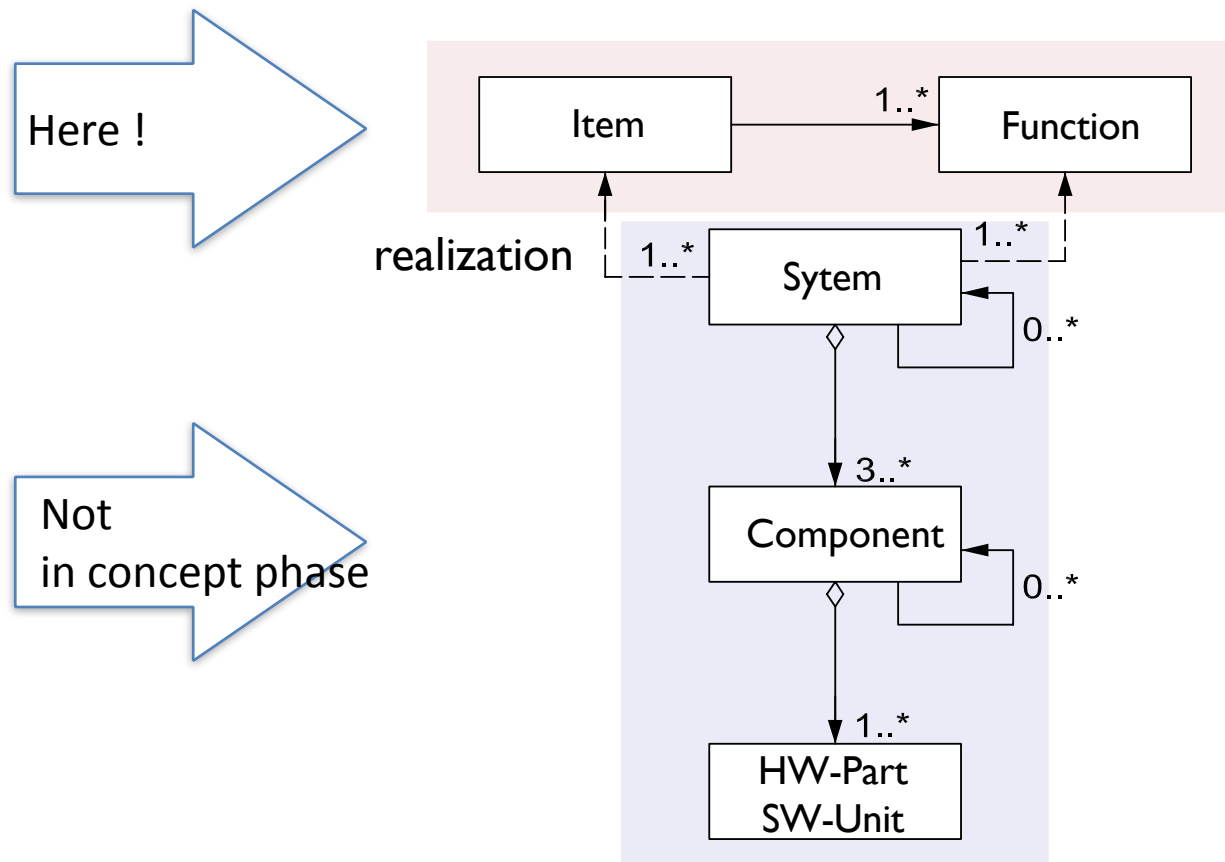 Here !
Item
1..*
Function
realization
1..*
1..*
Sytem
0..*
3..*
Not
in concept phase
Component
0..*
1..*
HW-Part
SW-Unit